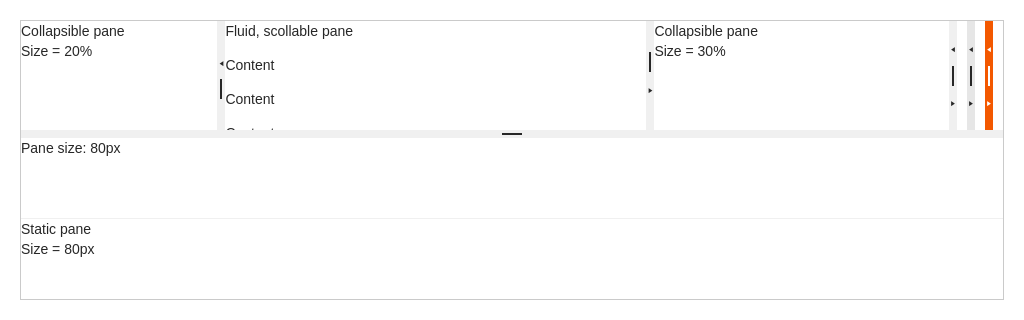 Collapsible pane
Size = 20%
Fluid, scollable pane
Content
Content
Collapsible pane
Size = 30%
Pane size: 80px
Static pane
Size = 80px